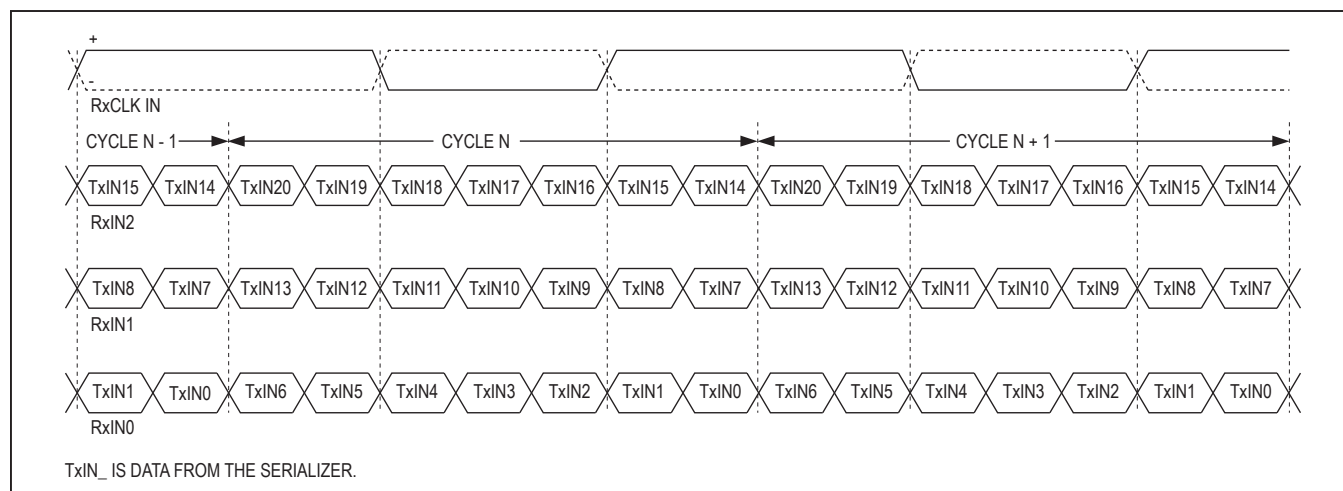 +
-
RxCLK IN
CYCLE N - 1 CYCLE N CYCLE N + 1
TxIN15 TxIN14 TxIN20 TxIN19 TxIN18 TxIN17 TxIN16 TxIN15 TxIN14 TxIN20 TxIN19 TxIN18 TxIN17 TxIN16 TxIN15 TxIN14
RxIN2
TxIN8 TxIN7 TxIN13 TxIN12 TxIN11 TxIN10 TxIN9 TxIN8 TxIN7 TxIN13 TxIN12 TxIN11 TxIN10 TxIN9 TxIN8 TxIN7
RxIN1
TxIN1 TxIN0 TxIN6 TxIN5 TxIN4 TxIN3 TxIN2 TxIN1 TxIN0 TxIN6 TxIN5 TxIN4 TxIN3 TxIN2 TxIN1 TxIN0
RxIN0
TxIN_ IS DATA FROM THE SERIALIZER.